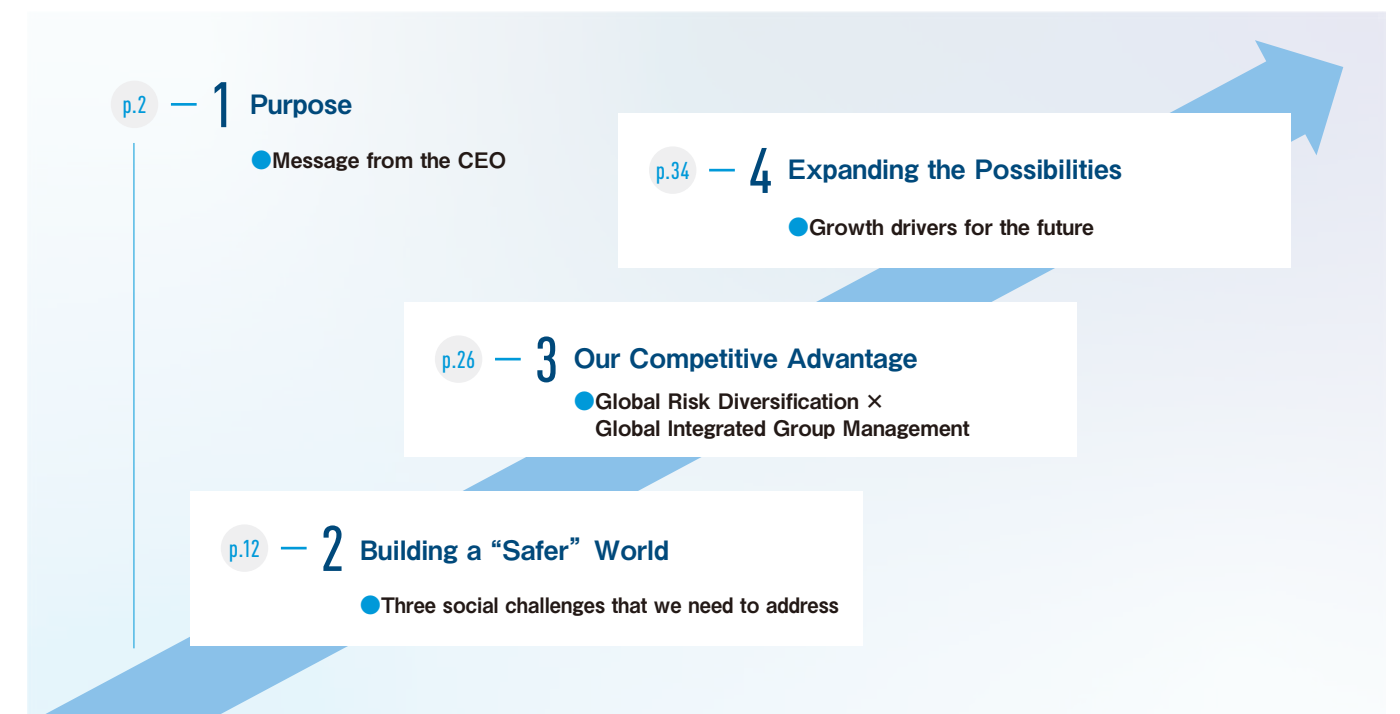 p.2 — 1 Purpose
●Message from the CEO
p.34 — 4 Expanding the Possibilities
●Growth drivers for the future
p.26 — 3 Our Competitive Advantage
●Global Risk Diversification ×
Global Integrated Group Management
p.12 — 2 Building a “Safer” World
●Three social challenges that we need to address